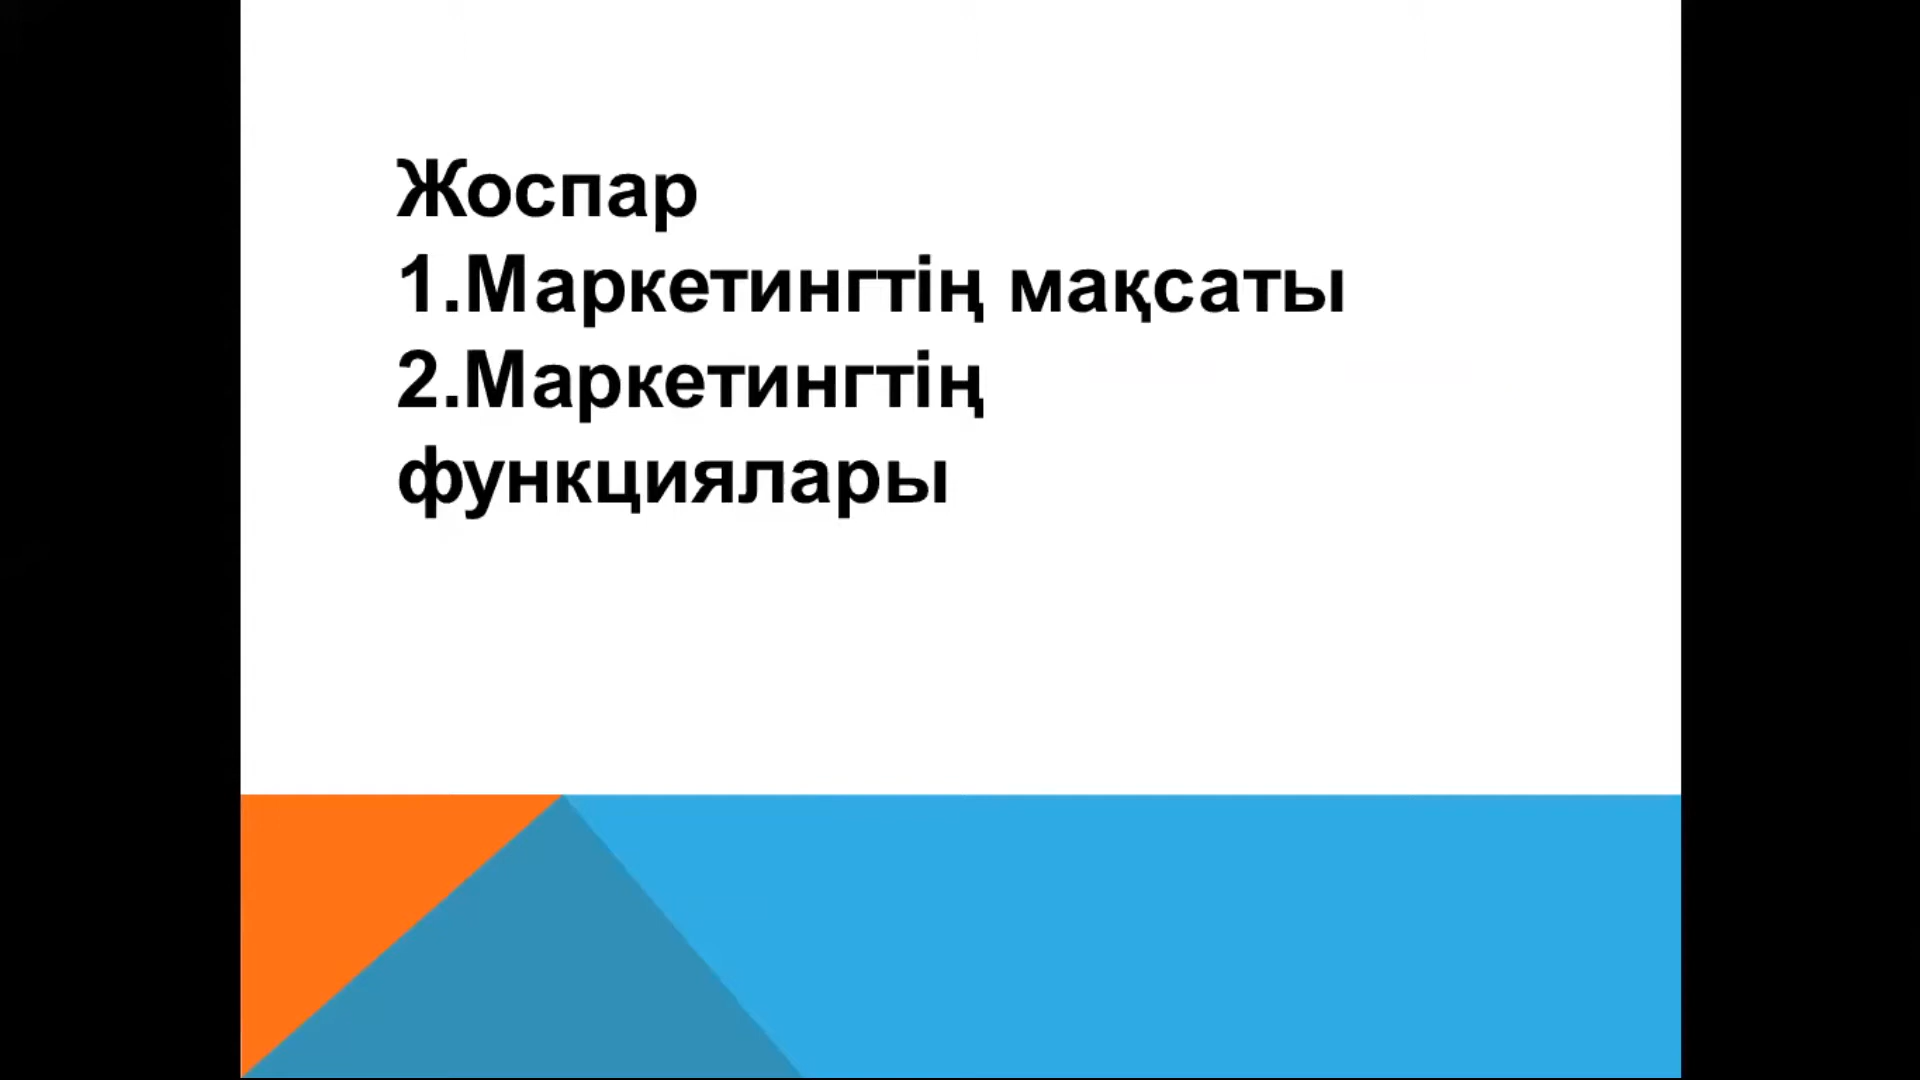 Жоспар
1.Маркетингтің мақсаты
2.Маркетингтің
функциялары